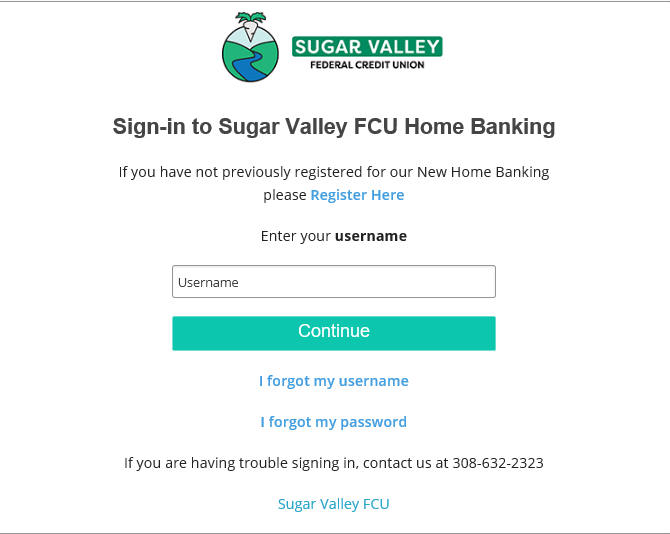 SUGAR VALLEY
FEDERAL CREDIT UNION
Sign-in to Sugar Valley FCU Home Banking
If you have not previously registered for our New Home Banking
please Register Here
Enter your username
Username
Continue
I forgot my username
I forgot my password
If you are having trouble signing in, contact us at 308-632-2323
Sugar Valley FCU